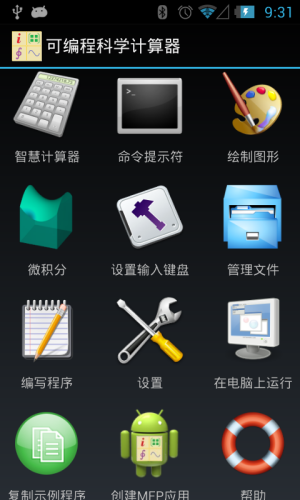 9:31
可编程科学计算器
智慧计算器 命令提示符 绘制图形
微积分 设置输入键盘 管理文件
编写程序 设置 在电脑上运行
复制示例程序 创建MFP应用 帮助